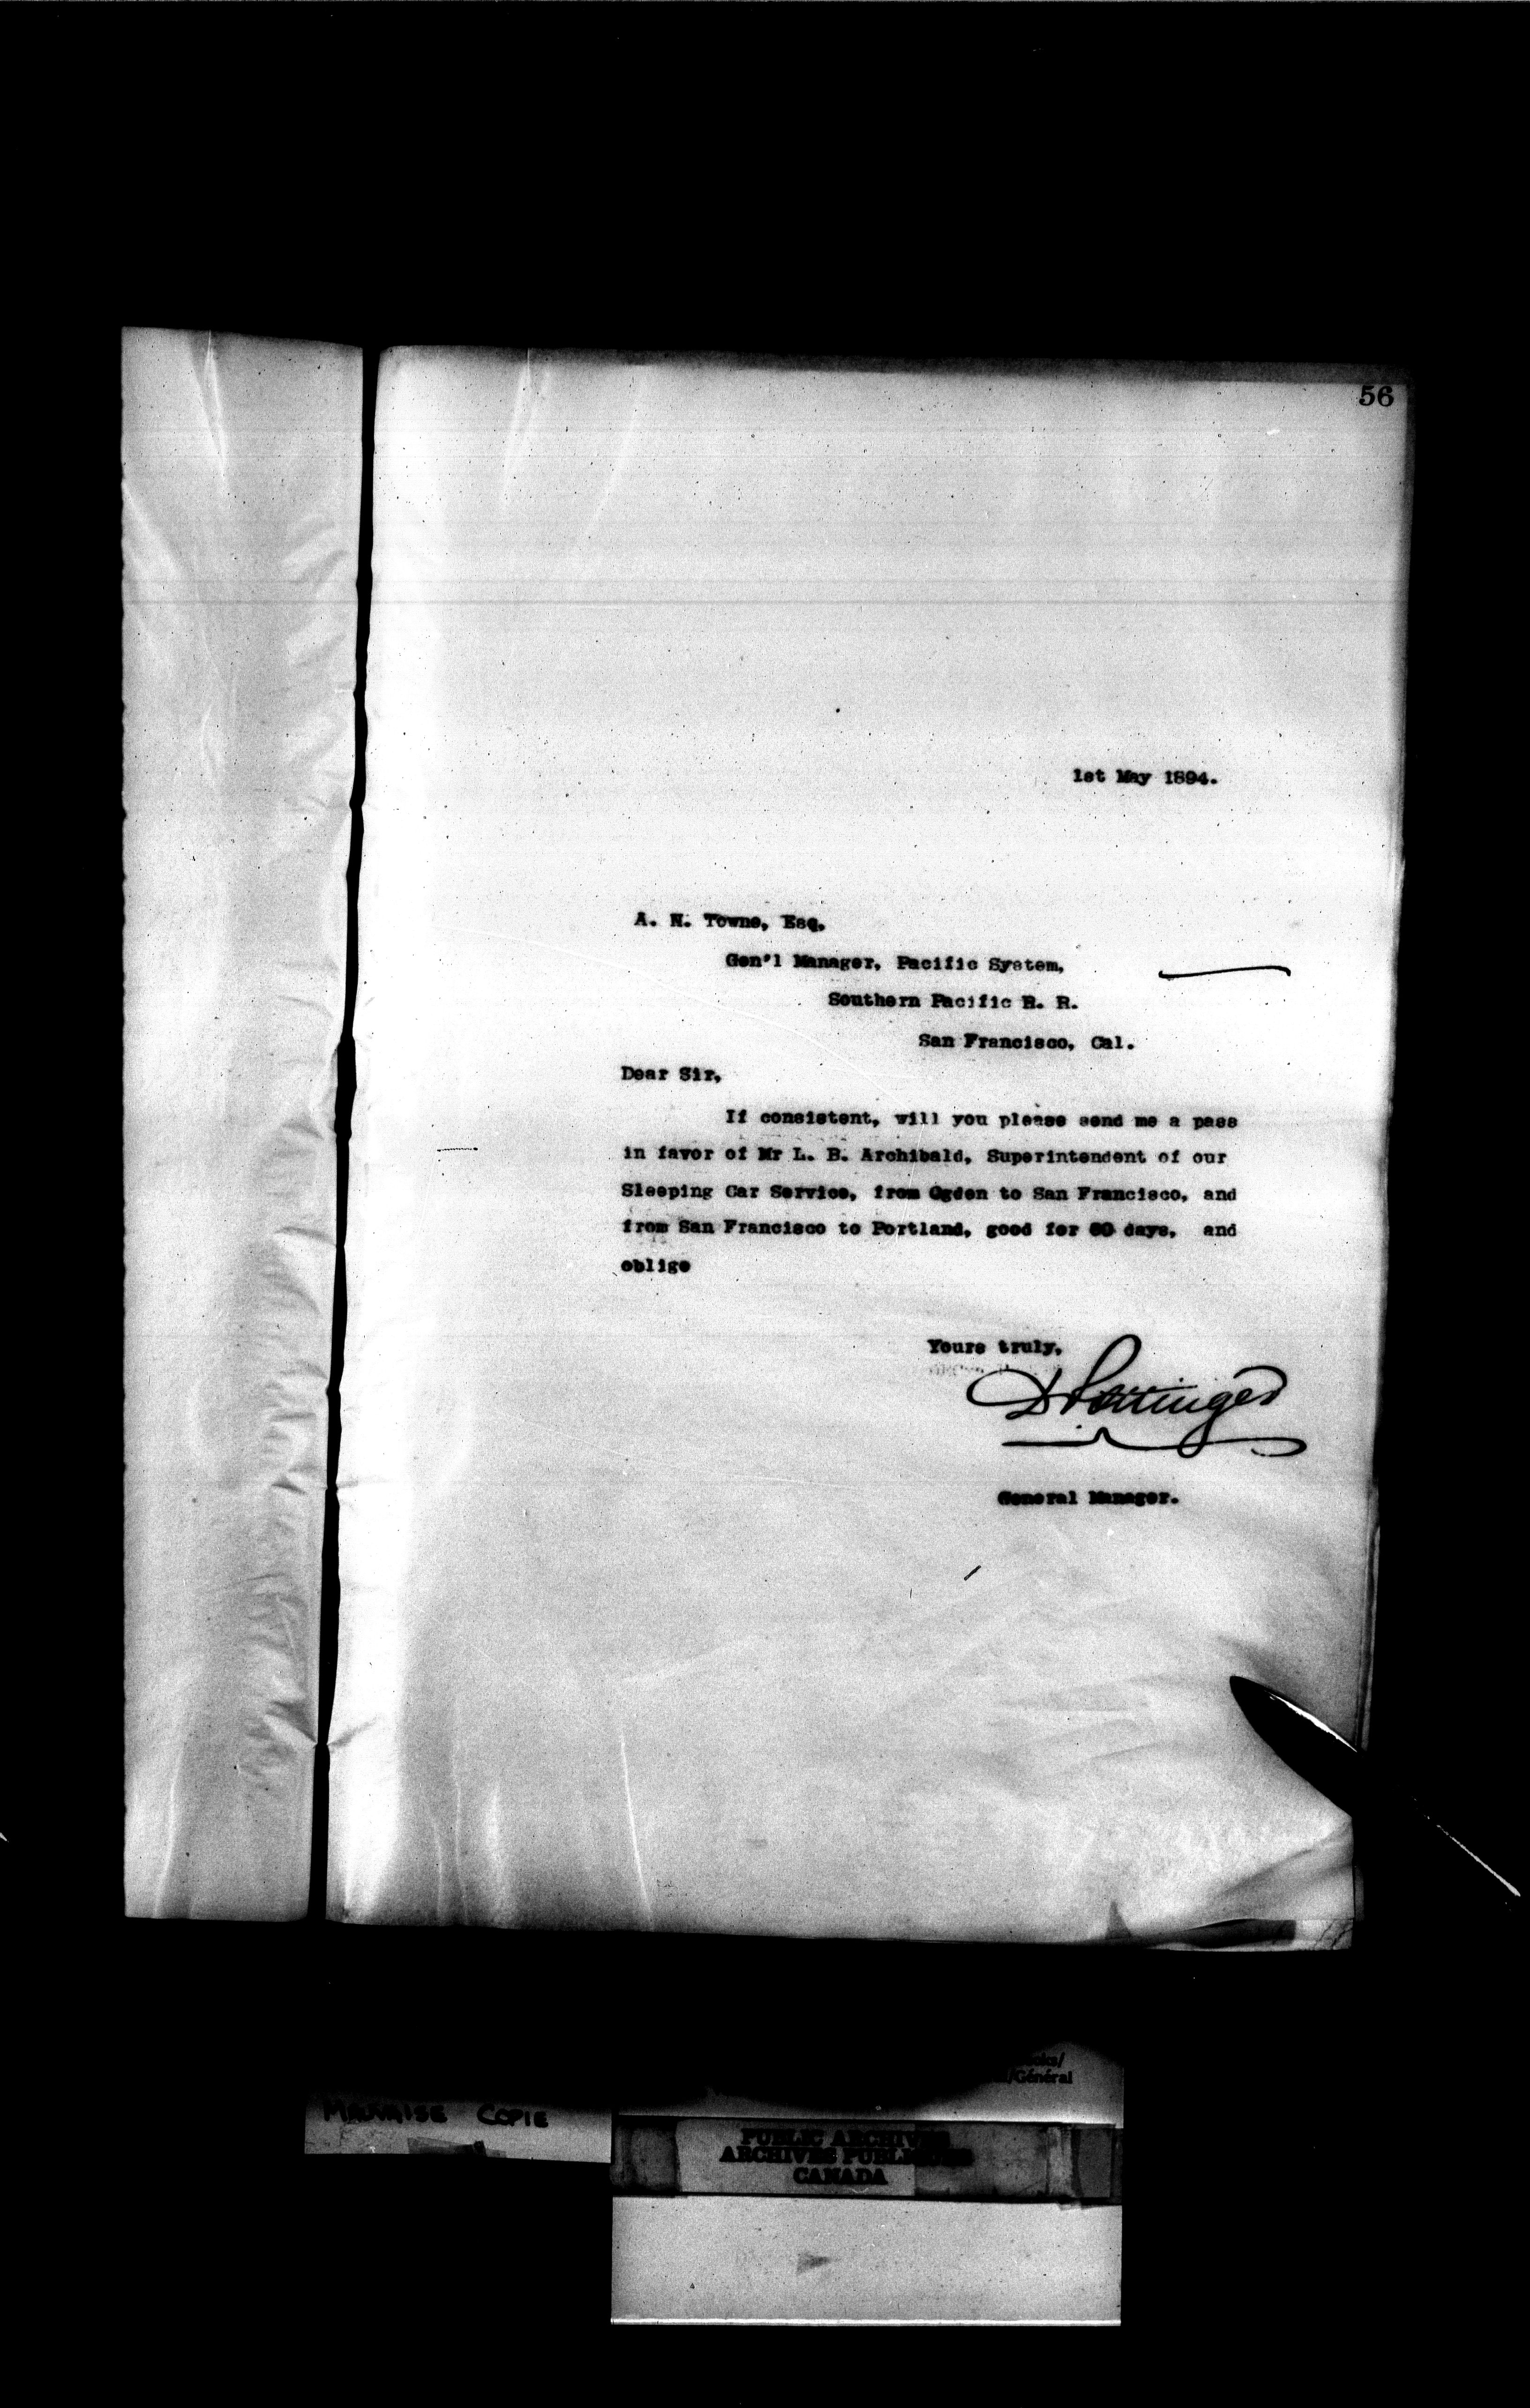 56
1st May 1894.
A. N. Towne, Esq,
Gen'l Manager, Pacific System,
Southern Pacific R. R.
San Francisco, Cal.
Dear Sir,
If consistent, will you please send me a pass
in favor of Mr L. B. Archibald, Superintendent of our
Sleeping Car Service, from Ogden to San Francisco, and
from San Francisco to Portland, good for 60 days, and
oblige
Yours truly,
D Pottinger
General Manager.
/Général
MAUVAISE COPIE
PUBLIC ARCHIVES
ARCHIVES PUBLIQUES
CANADA